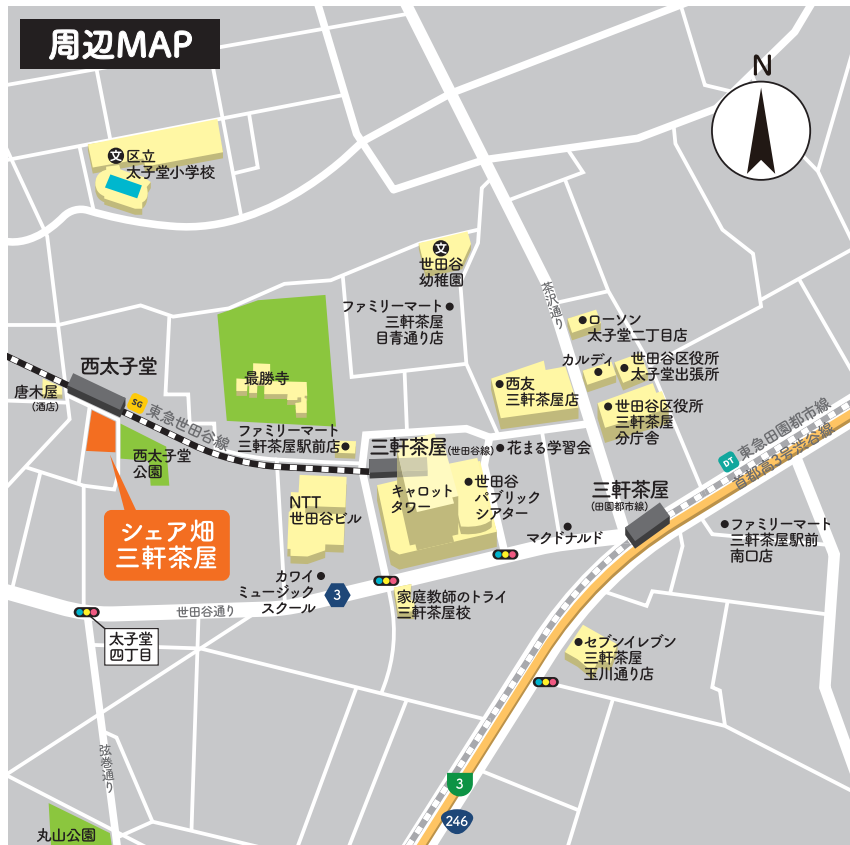 周辺MAP
N
文
区立
太子堂小学校
文
世田谷
幼稚園
ファミリーマート
三軒茶屋
目青通り店
茶沢通り
ローソン
太子堂二丁目店
カルディ
世田谷区役所
太子堂出張所
西友
三軒茶屋店
世田谷区役所
三軒茶屋
分庁舎
西太子堂
唐木屋
(酒店)
SG
東急世田谷線
最勝寺
ファミリーマート
三軒茶屋駅前店
西太子堂
公園
三軒茶屋(世田谷線)
花まる学習会
DT
東急田園都市線
首都高3号渋谷線
シェア畑
三軒茶屋
NTT
世田谷ビル
キャロット
タワー
世田谷
パブリック
シアター
三軒茶屋
(田園都市線)
マクドナルド
ファミリーマート
三軒茶屋駅前
南口店
カワイ
ミュージック
スクール
3
家庭教師のトライ
三軒茶屋校
世田谷通り
太子堂
四丁目
セブンイレブン
三軒茶屋
玉川通り店
弦巻通り
3
246
丸山公園